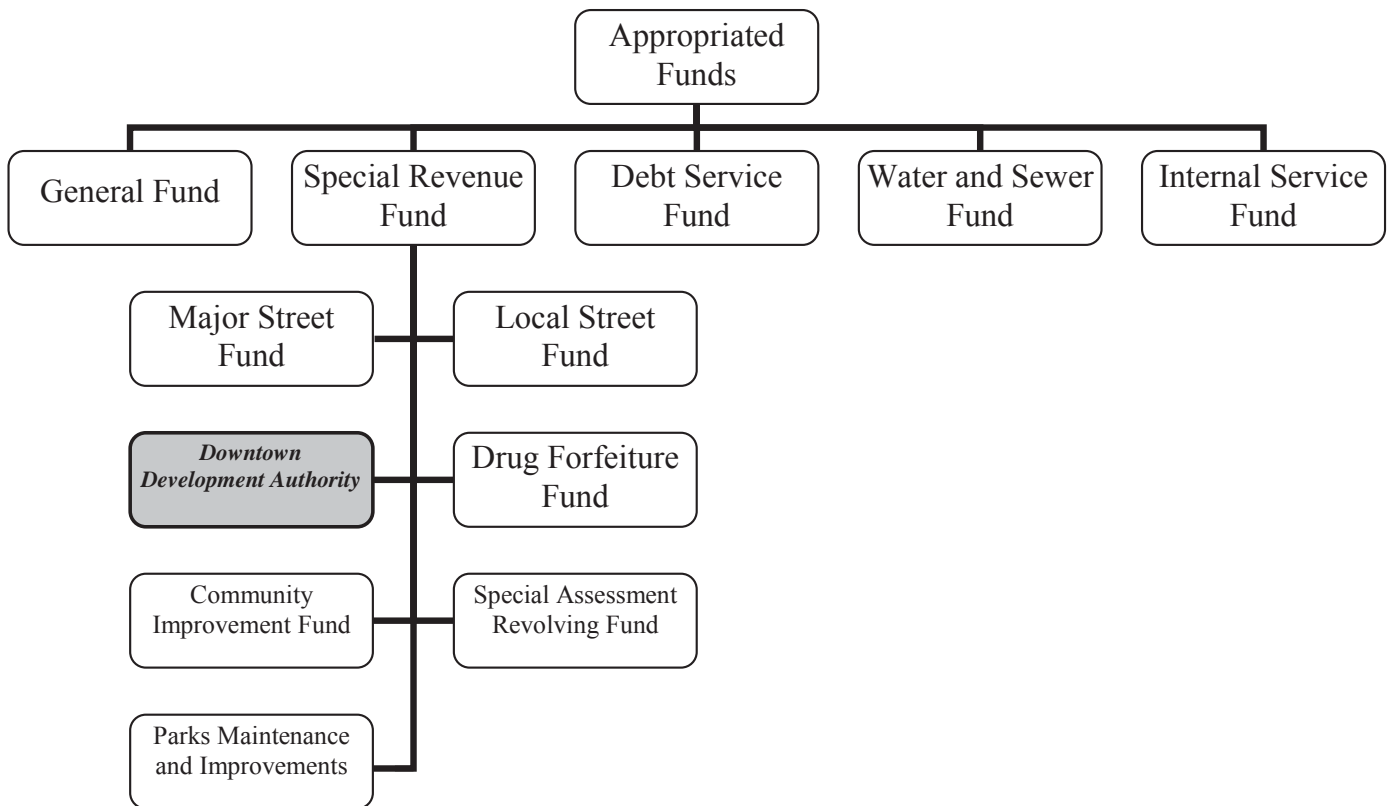 Appropriated
Funds
General Fund
Special Revenue
Fund
Debt Service
Fund
Water and Sewer
Fund
Internal Service
Fund
Major Street
Fund
Local Street
Fund
Downtown
Development Authority
Drug Forfeiture
Fund
Community
Improvement Fund
Special Assessment
Revolving Fund
Parks Maintenance
and Improvements